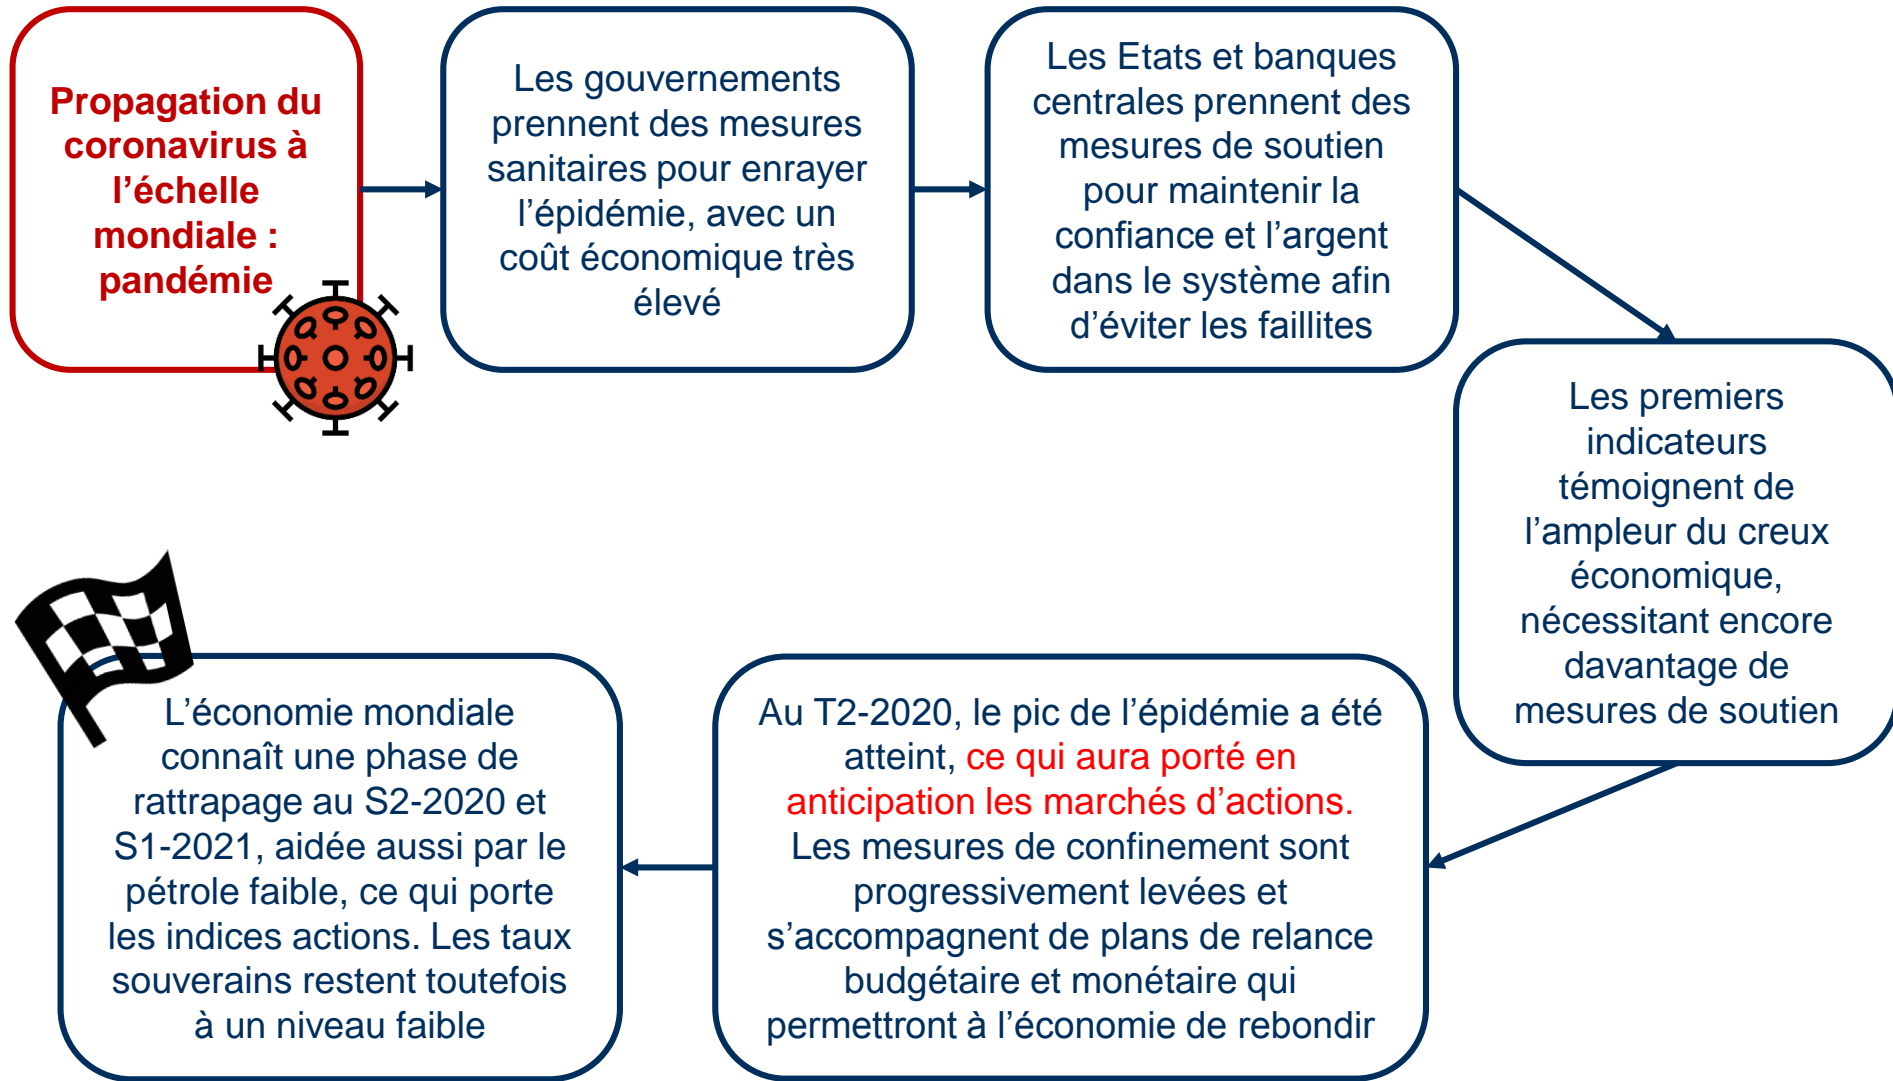 Propagation du
coronavirus à
l’échelle
mondiale :
pandémie
Les gouvernements
prennent des mesures
sanitaires pour enrayer
l’épidémie, avec un
coût économique très
élevé
Les Etats et banques
centrales prennent des
mesures de soutien
pour maintenir la
confiance et l’argent
dans le système afin
d’éviter les faillites
Les premiers
indicateurs
témoignent de
l’ampleur du creux
économique,
nécessitant encore
davantage de
mesures de soutien
Au T2-2020, le pic de l’épidémie a été
atteint, ce qui aura porté en
anticipation les marchés d’actions.
Les mesures de confinement sont
progressivement levées et
s’accompagnent de plans de relance
budgétaire et monétaire qui
permettront à l’économie de rebondir
L’économie mondiale
connaît une phase de
rattrapage au S2-2020 et
S1-2021, aidée aussi par le
pétrole faible, ce qui porte
les indices actions. Les taux
souverains restent toutefois
à un niveau faible